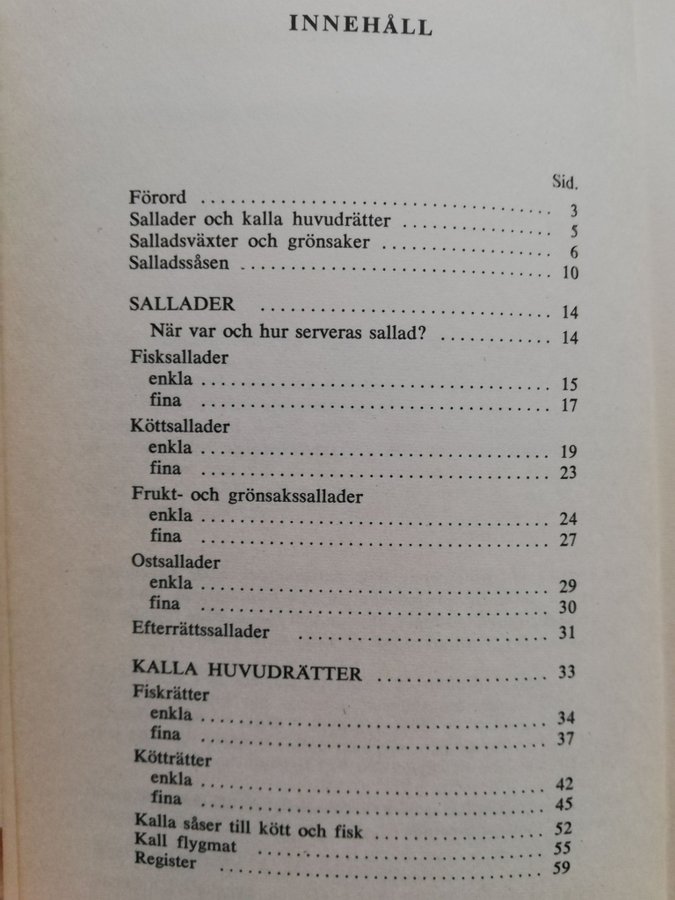 INNEHÅLL
Sid.
Förord 3
Sallader och kalla huvudrätter 5
Salladsväxter och grönsaker 6
Salladssåsen 10
SALLADER 14
När var och hur serveras sallad? 14
Fisksallader
enkla 15
fina 17
Köttsallader
enkla 19
fina 23
Frukt- och grönsakssallader
enkla 24
fina 27
Ostsallader
enkla 29
fina 30
Efterrättssallader 31
KALLA HUVUDRÄTTER 33
Fiskrätter
enkla 34
fina 37
Kötträtter
enkla 42
fina 45
Kalla såser till kött och fisk 52
Kall flygmat 55
Register 59